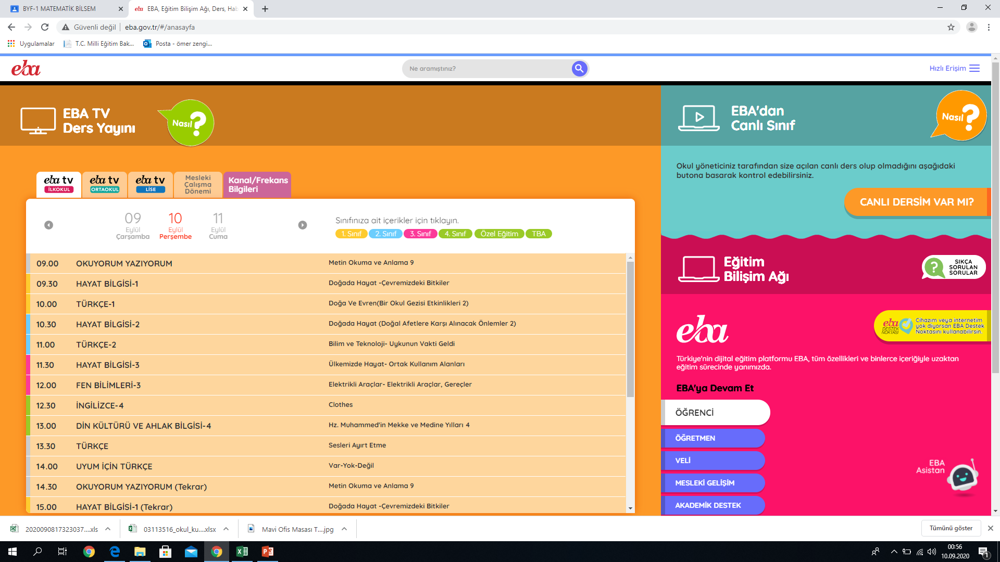 BYF-1 MATEMATİK BİLSEM
eba EBA, Eğitim Bilişim Ağı, Ders, Hab
Güvenli değil eba.gov.tr/#/anasayfa
Uygulamalar T.C. Milli Eğitim Bak... Posta - ömer zengi...
eba
Ne aramıştınız?
Hızlı Erişim
EBA TV
Ders Yayını
Nasıl?
eba tv
İLKOKUL
eba tv
ORTAOKUL
eba tv
LİSE
Mesleki
Çalışma
Dönemi
Kanal/Frekans
Bilgileri
09
Eylül
Çarşamba
10
Eylül
Perşembe
11
Eylül
Cuma
Sınıfınıza ait içerikler için tıklayın.
1. Sınıf 2. Sınıf 3. Sınıf 4. Sınıf Özel Eğitim TBA
09.00 OKUYORUM YAZIYORUM Metin Okuma ve Anlama 9
09.30 HAYAT BİLGİSİ-1 Doğada Hayat -Çevremizdeki Bitkiler
10.00 TÜRKÇE-1 Doğa Ve Evren(Bir Okul Gezisi Etkinlikleri 2)
10.30 HAYAT BİLGİSİ-2 Doğada Hayat (Doğal Afetlere Karşı Alınacak Önlemler 2)
11.00 TÜRKÇE-2 Bilim ve Teknoloji- Uykunun Vakti Geldi
11.30 HAYAT BİLGİSİ-3 Ülkemizde Hayat- Ortak Kullanım Alanları
12.00 FEN BİLİMLERİ-3 Elektrikli Araçlar- Elektrikli Araçlar, Gereçler
12.30 İNGİLİZCE-4 Clothes
13.00 DİN KÜLTÜRÜ VE AHLAK BİLGİSİ-4 Hz. Muhammed'in Mekke ve Medine Yılları 4
13.30 TÜRKÇE Sesleri Ayırt Etme
14.00 UYUM İÇİN TÜRKÇE Var-Yok-Değil
14.30 OKUYORUM YAZIYORUM (Tekrar) Metin Okuma ve Anlama 9
15.00 HAYAT BİLGİSİ-1 (Tekrar) Doğada Hayat -Çevremizdeki Bitkiler
EBA'dan
Canlı Sınıf
Nasıl?
Okul yöneticiniz tarafından size açılan canlı ders olup olmadığını aşağıdaki
butona basarak kontrol edebilirsiniz.
CANLI DERSİM VAR MI?
Eğitim
Bilişim Ağı
?
SIKÇA
SORULAN
SORULAR
eba
eba
DESTEK
NOKTASI
Cihazım veya internetim
yok diyorsan EBA Destek
Noktasını kullanabilirsin.
Türkiye'nin dijital eğitim platformu EBA, tüm özellikleri ve binlerce içeriğiyle uzaktan
eğitim sürecinde yanımızda.
EBA'ya Devam Et
ÖĞRENCİ
ÖĞRETMEN
VELİ
MESLEKİ GELİŞİM
AKADEMİK DESTEK
EBA
Asistan
2020090817323037....xls 03113516_okul_ku....xlsx Mavi Ofis Masası T....jpg Tümünü göster
00:56
10.09.2020
1